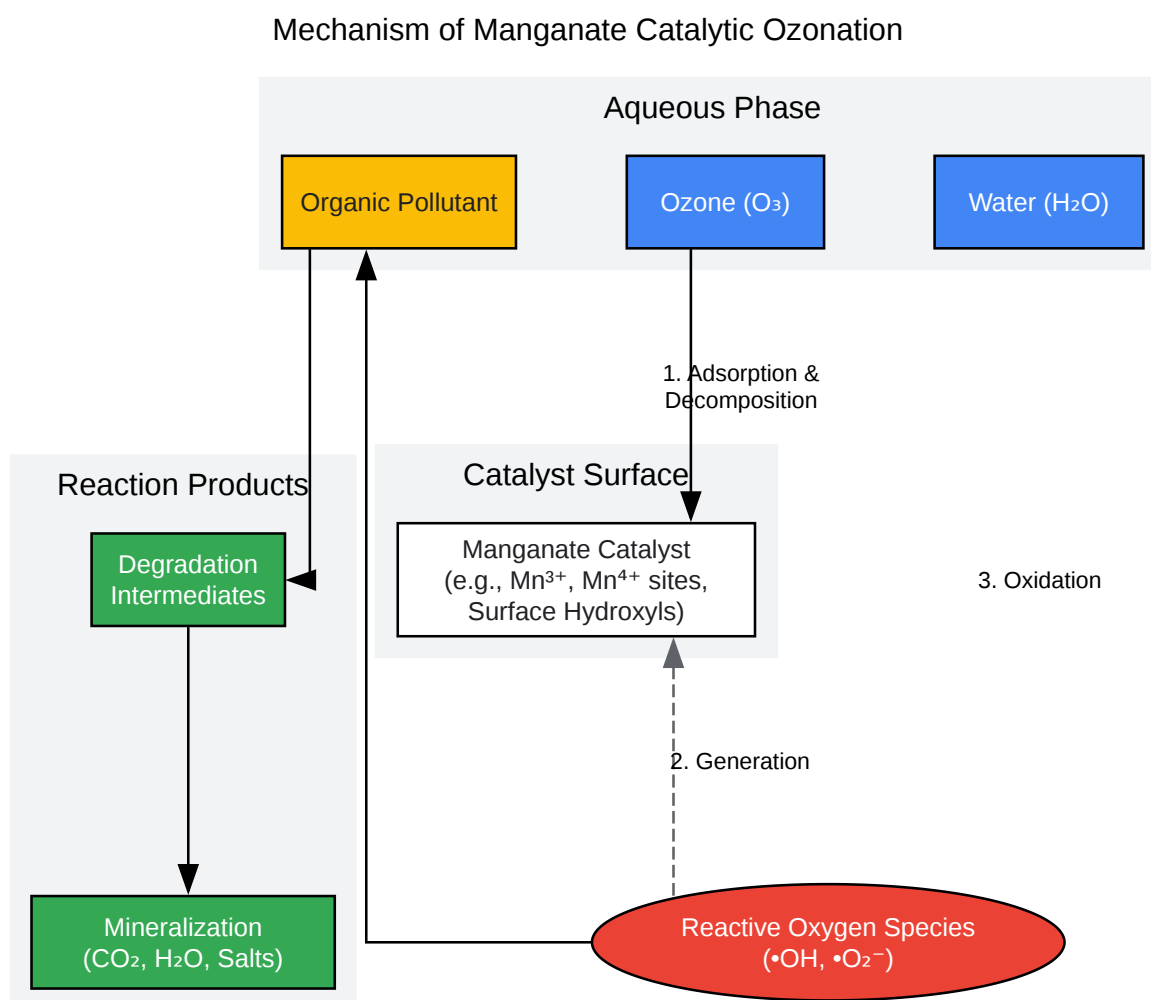 Mechanism of Manganate Catalytic Ozonation
Aqueous Phase
Organic Pollutant
Ozone (O₃)
Water (H₂O)
1. Adsorption &
Decomposition
Reaction Products
Catalyst Surface
Degradation
Intermediates
Manganate Catalyst
(e.g., Mn³⁺, Mn⁴⁺ sites,
Surface Hydroxyls)
3. Oxidation
2. Generation
Mineralization
(CO₂, H₂O, Salts)
Reactive Oxygen Species
(•OH, •O₂⁻)